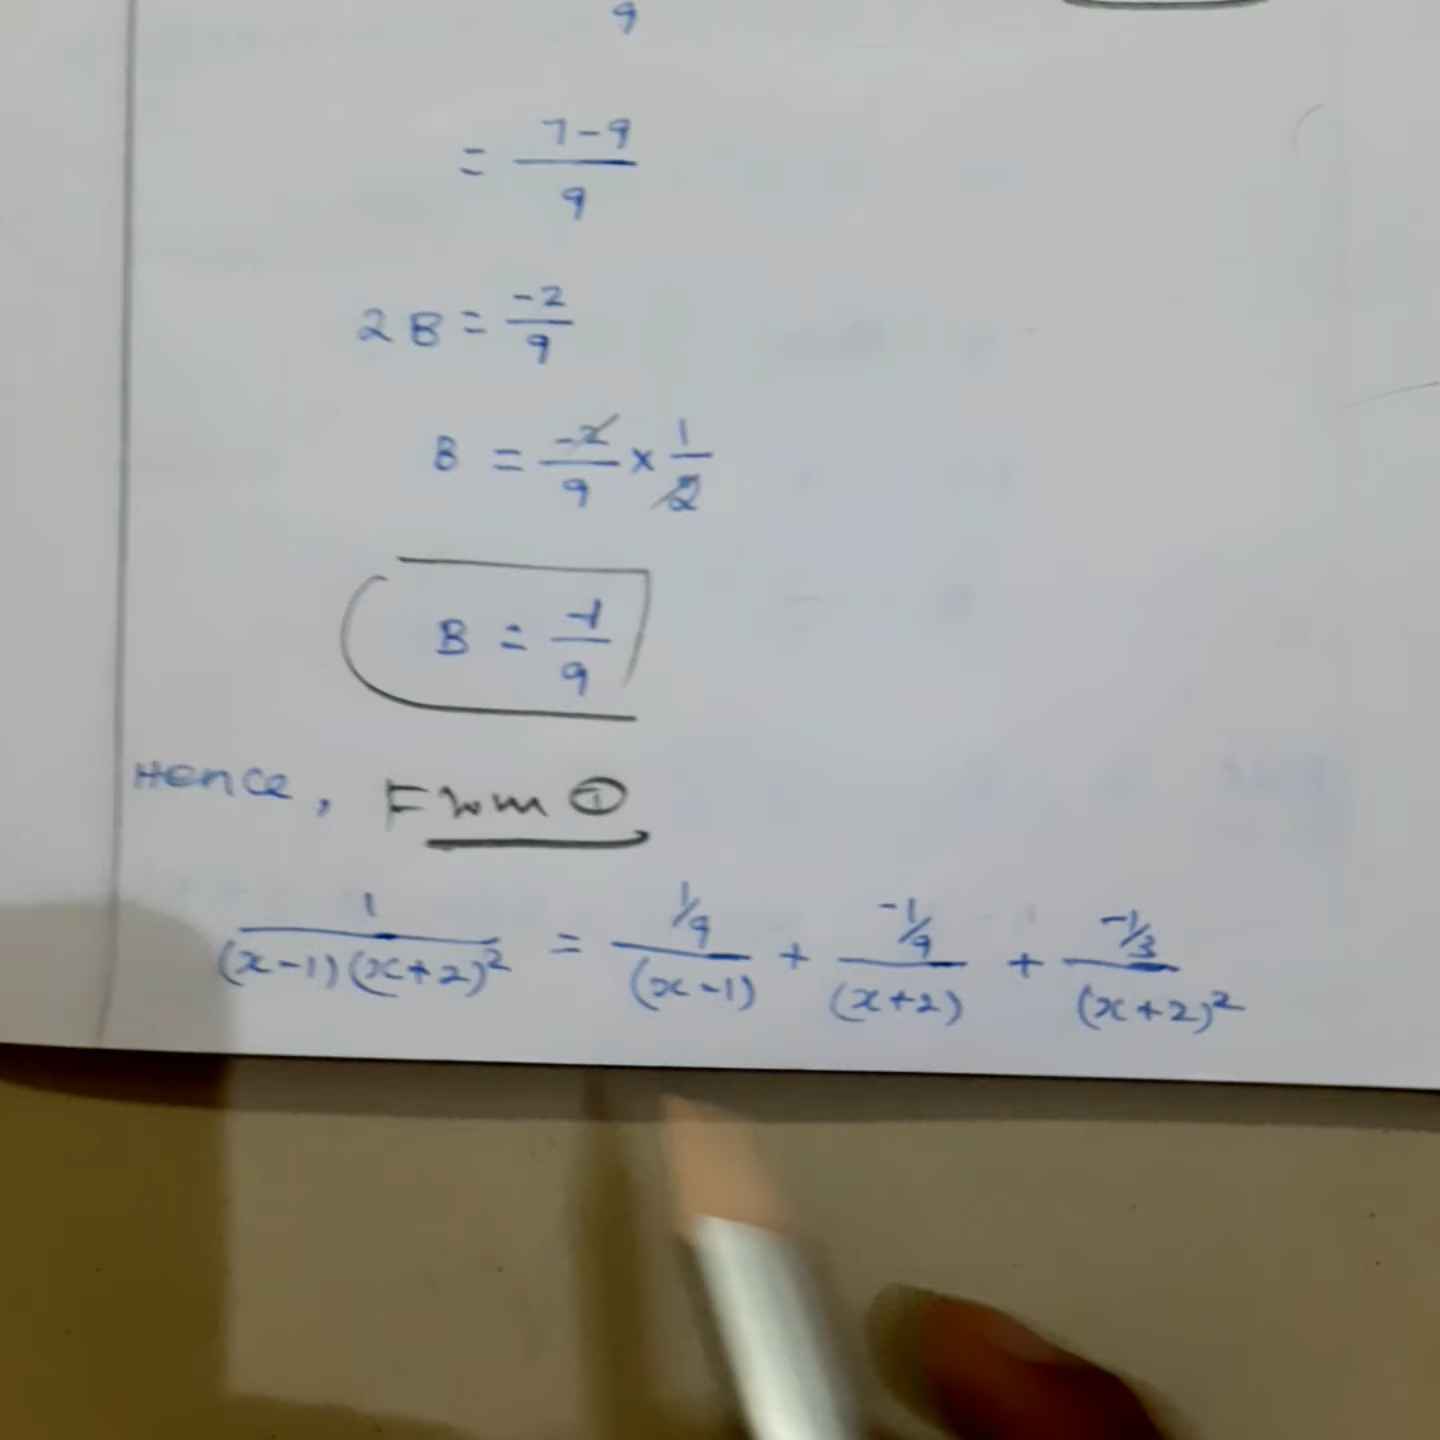 9
= (7-9)/9
2B = -2/9
B = -2/9 × 1/2
B = -1/9
Hence, From ①
1/((x-1)(x+2)²) = (1/9)/(x-1) + (-1/9)/(x+2) + (-1/3)/(x+2)²